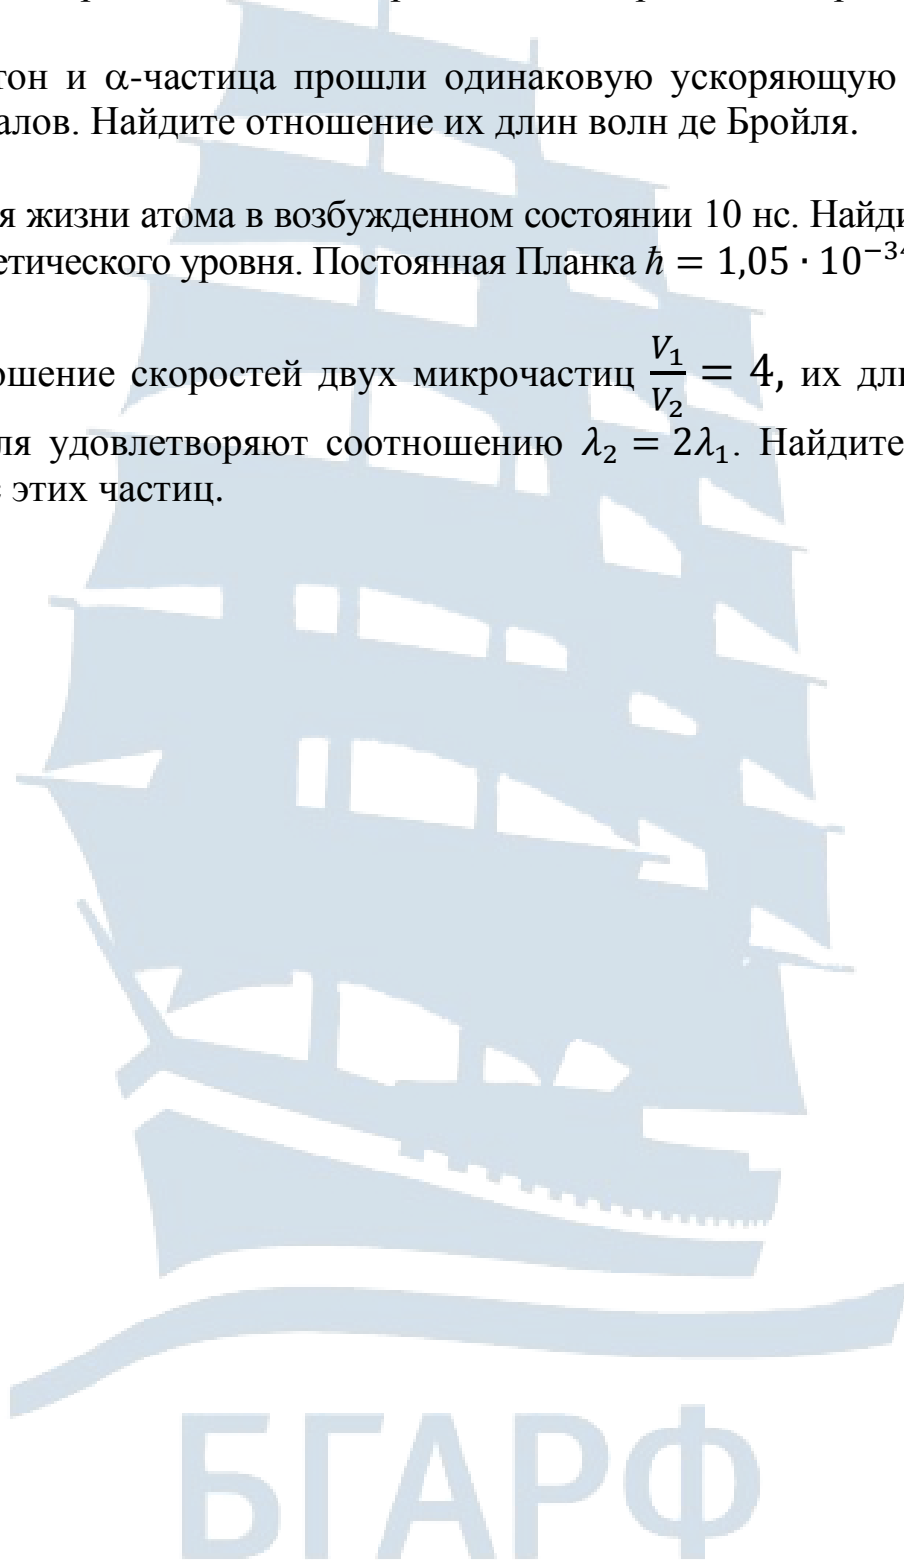 тон и α-частица прошли одинаковую ускоряющую
алов. Найдите отношение их длин волн де Бройля.
я жизни атома в возбужденном состоянии 10 нс. Найди
етического уровня. Постоянная Планка ℏ = 1,05 · 10⁻³⁴
ошение скоростей двух микрочастиц V₁/V₂ = 4, их дли
ля удовлетворяют соотношению λ₂ = 2λ₁. Найдите
этих частиц.
БГАРФ